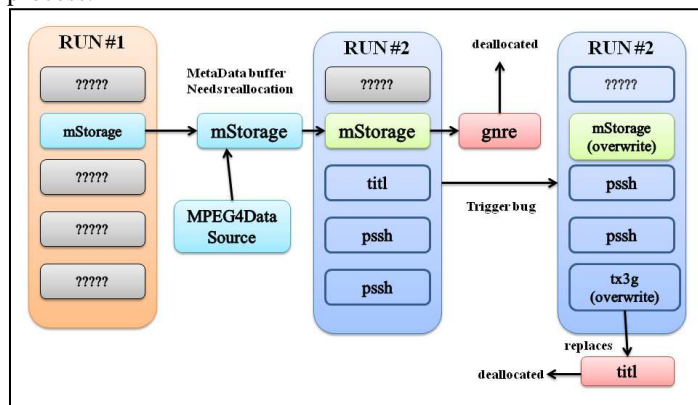 process.
RUN #1
?????
mStorage
?????
?????
?????
MetaData buffer
Needs reallocation
mStorage
MPEG4Data
Source
RUN #2
?????
mStorage
titl
pssh
pssh
deallocated
gnre
Trigger bug
RUN #2
?????
mStorage
(overwrite)
pssh
pssh
tx3g
(overwrite)
replaces
titl
deallocated